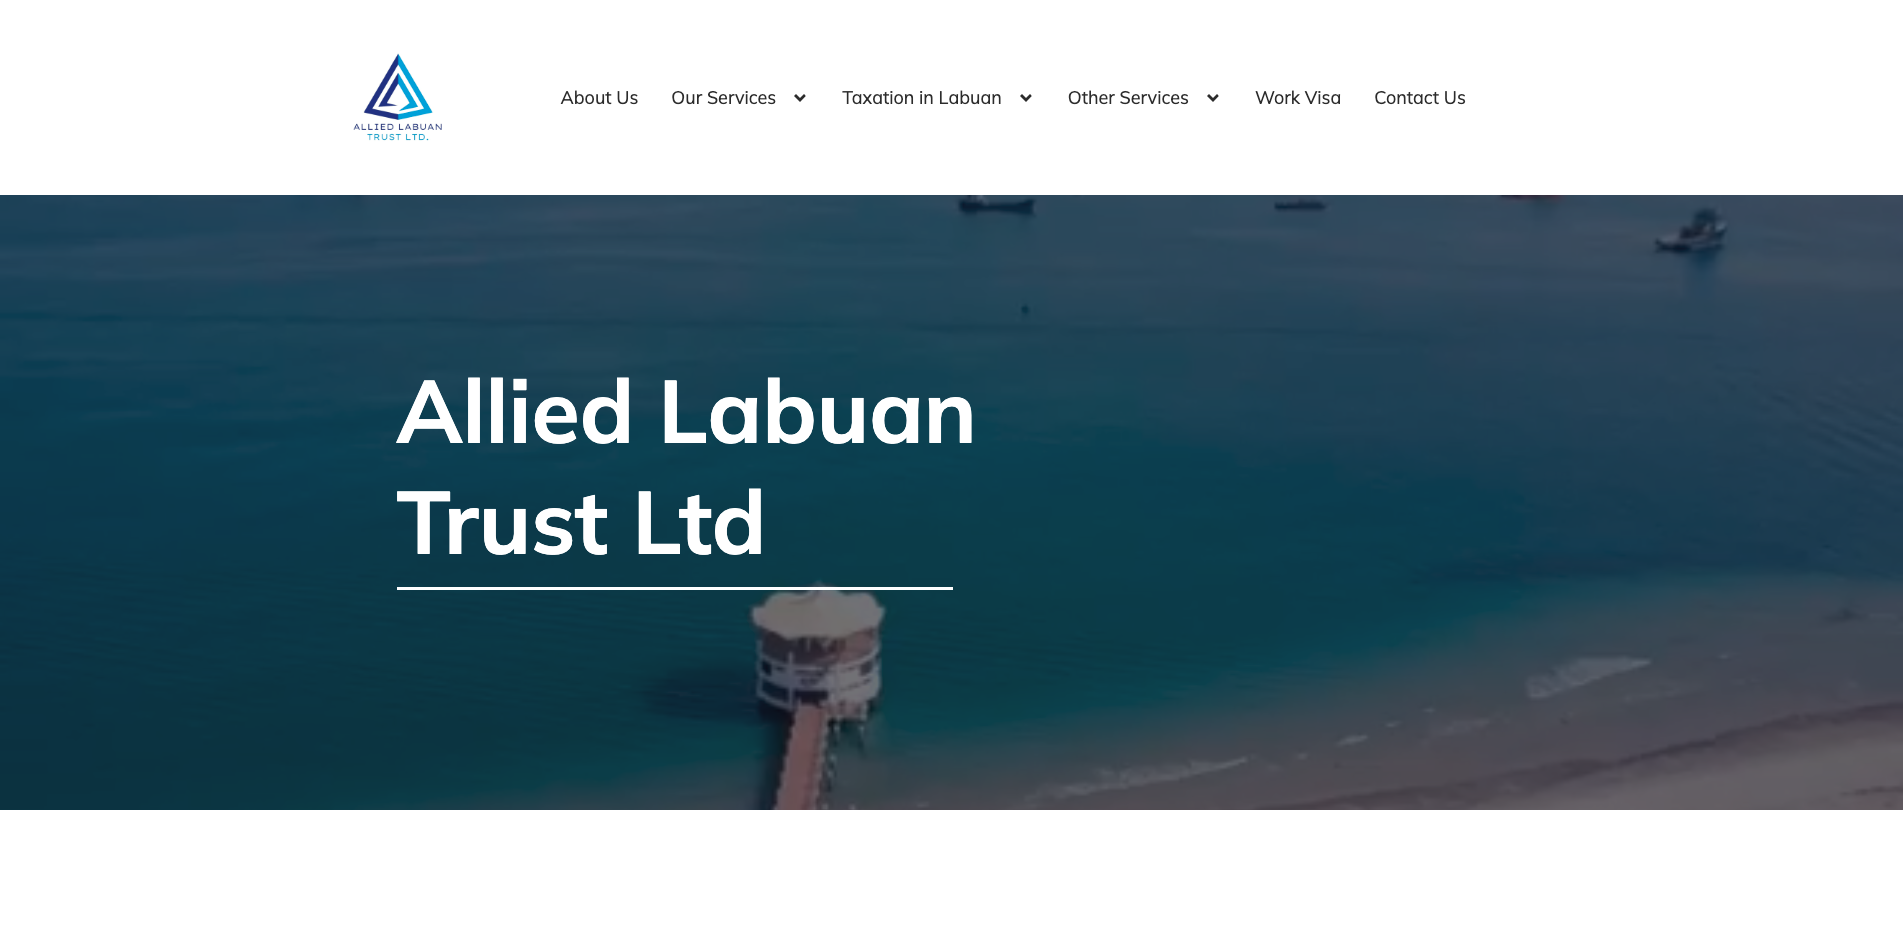 ALLIED LABUAN
TRUST LTD.
About Us
Our Services
Taxation in Labuan
Other Services
Work Visa
Contact Us
Allied Labuan
Trust Ltd